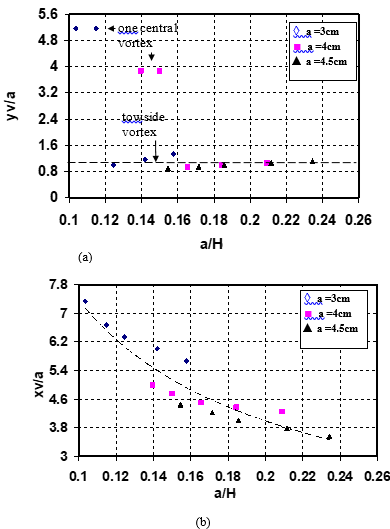 5.6
4.8
4
3.2
2.4
1.6
0.8
0
yv/a
one central
vortex
a =3cm
a =4cm
a =4.5cm
tow side
vortex
0.1 0.12 0.14 0.16 0.18 0.2 0.22 0.24 0.26
a/H
(a)
7.8
7
6.2
5.4
4.6
3.8
3
xv/a
a =3cm
a =4cm
a =4.5cm
0.1 0.12 0.14 0.16 0.18 0.2 0.22 0.24 0.26
a/H
(b)